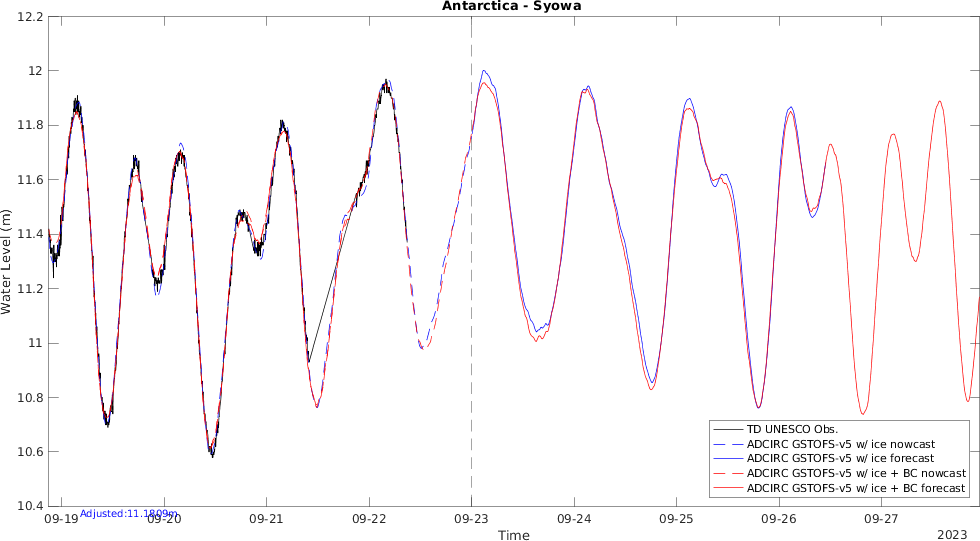 Antarctica - Syowa
12.2
12
11.8
11.6
11.4
11.2
11
10.8
10.6
10.4
Water Level (m)
TD UNESCO Obs.
ADCIRC GSTOFS-v5 w/ ice nowcast
ADCIRC GSTOFS-v5 w/ ice forecast
ADCIRC GSTOFS-v5 w/ ice + BC nowcast
ADCIRC GSTOFS-v5 w/ ice + BC forecast
Adjusted:11.1809m
09-19 09-20 09-21 09-22 09-23 09-24 09-25 09-26 09-27
Time
2023